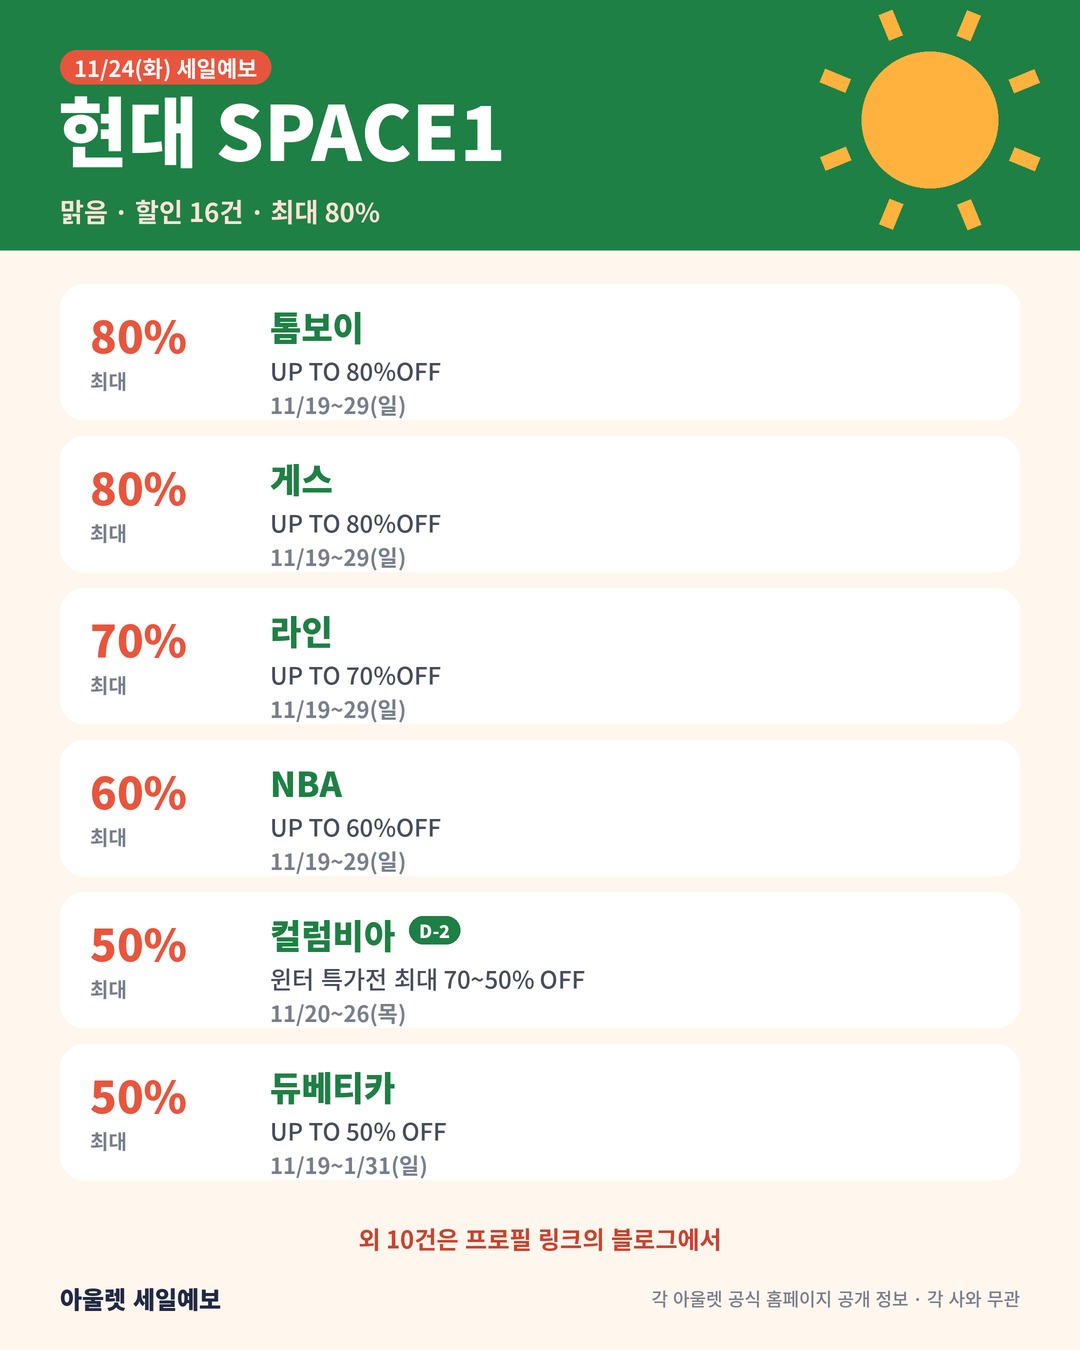 11/24(화) 세일예보
현대 SPACE1
맑음 · 할인 16건 · 최대 80%
80%
최대
톰보이
UP TO 80%OFF
11/19~29(일)
80%
최대
게스
UP TO 80%OFF
11/19~29(일)
70%
최대
라인
UP TO 70%OFF
11/19~29(일)
60%
최대
NBA
UP TO 60%OFF
11/19~29(일)
50%
최대
컬럼비아 D-2
윈터 특가전 최대 70~50% OFF
11/20~26(목)
50%
최대
듀베티카
UP TO 50% OFF
11/19~1/31(일)
외 10건은 프로필 링크의 블로그에서
아울렛 세일예보
각 아울렛 공식 홈페이지 공개 정보 · 각 사와 무관